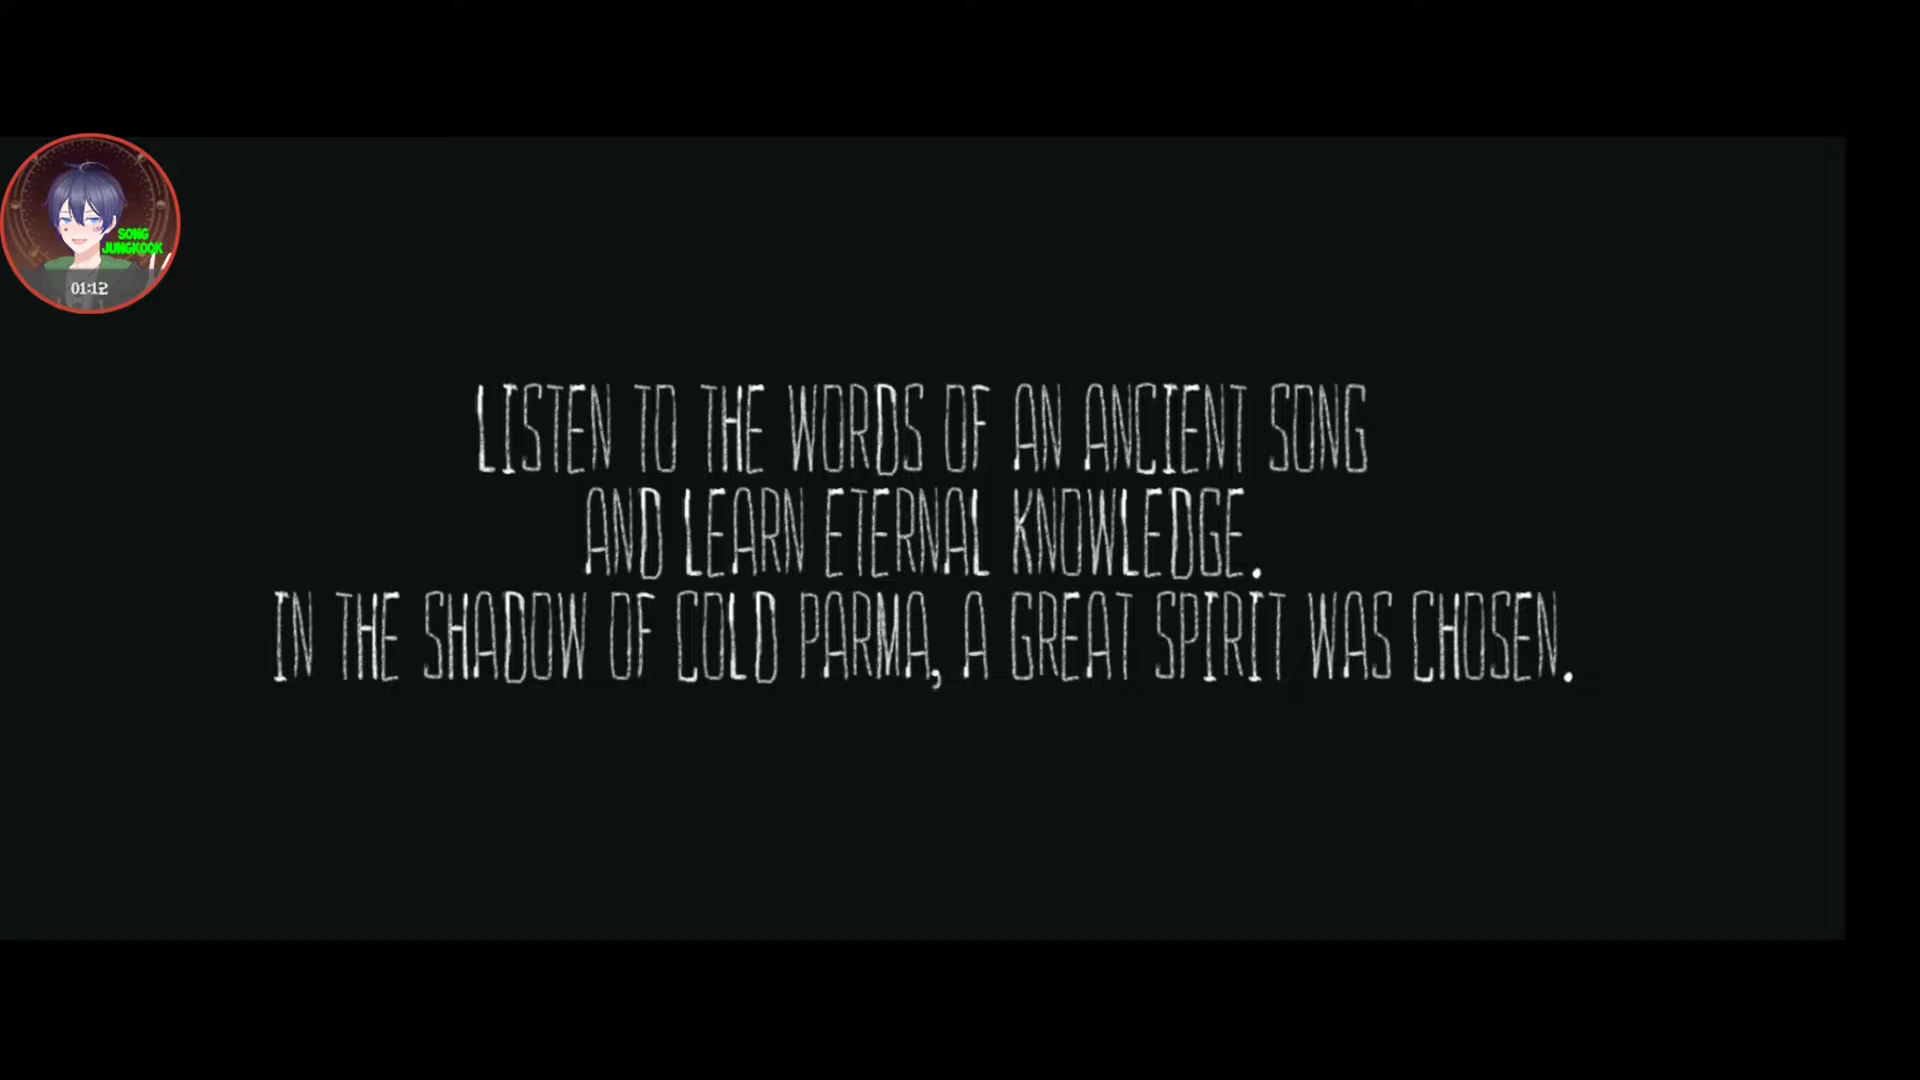 SONG
JUNGKOOK
01:12
LISTEN TO THE WORDS OF AN ANCIENT SONG
AND LEARN ETERNAL KNOWLEDGE.
IN THE SHADOW OF COLD PARMA, A GREAT SPIRIT WAS CHOSEN.